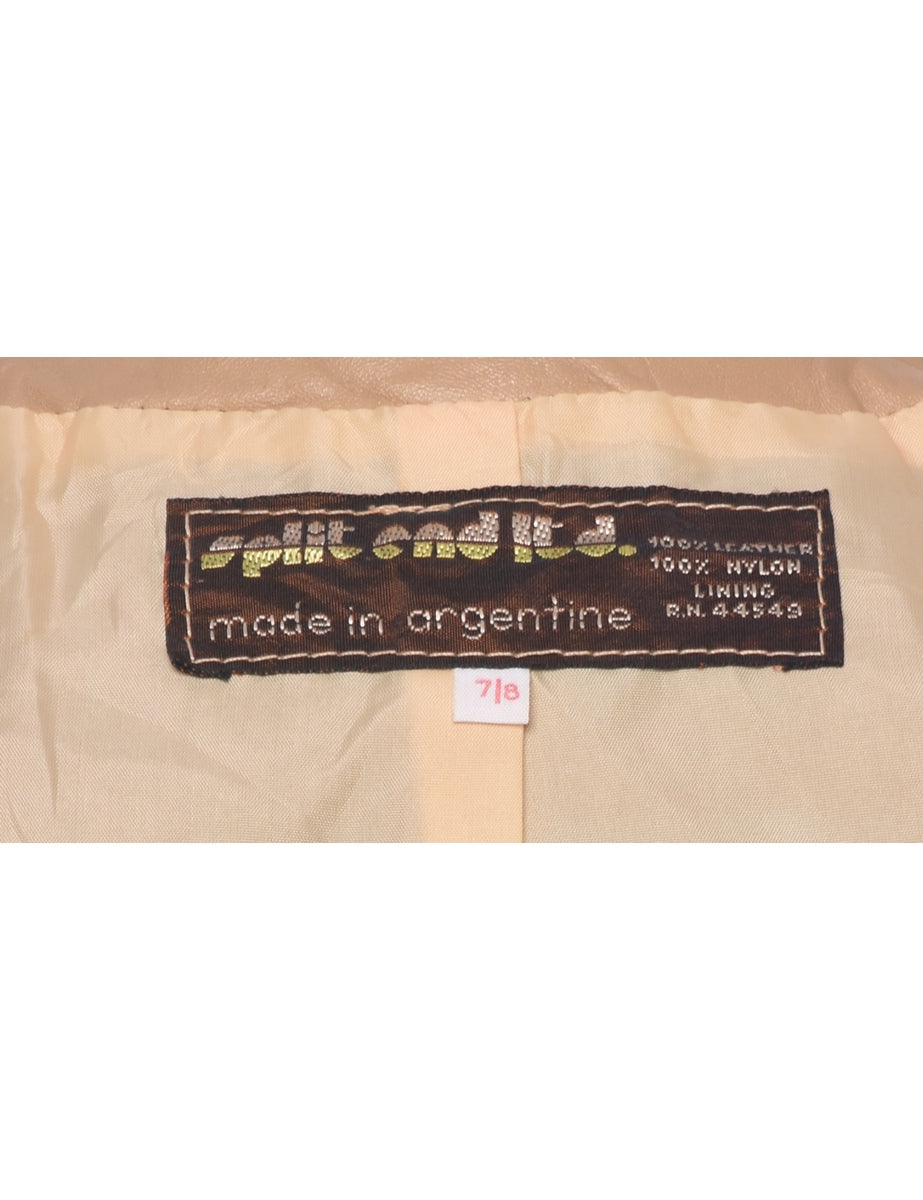 split end ltd.
made in argentine
100% LEATHER
100% NYLON
LINING
R.N. 44549
7/8